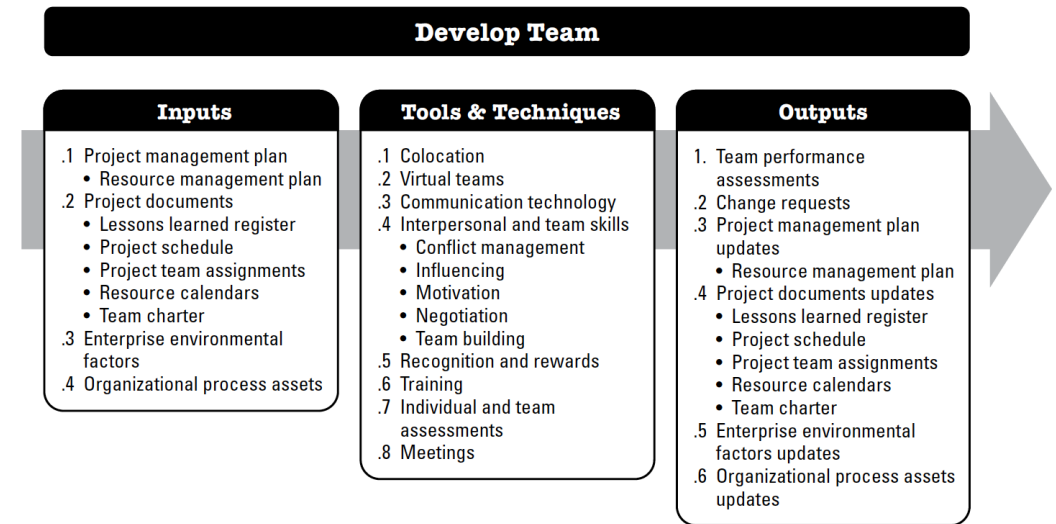 Develop Team
Inputs
.1 Project management plan
• Resource management plan
.2 Project documents
• Lessons learned register
• Project schedule
• Project team assignments
• Resource calendars
• Team charter
.3 Enterprise environmental
factors
.4 Organizational process assets
Tools & Techniques
.1 Colocation
.2 Virtual teams
.3 Communication technology
.4 Interpersonal and team skills
• Conflict management
• Influencing
• Motivation
• Negotiation
• Team building
.5 Recognition and rewards
.6 Training
.7 Individual and team
assessments
.8 Meetings
Outputs
1. Team performance
assessments
.2 Change requests
.3 Project management plan
updates
• Resource management plan
.4 Project documents updates
• Lessons learned register
• Project schedule
• Project team assignments
• Resource calendars
• Team charter
.5 Enterprise environmental
factors updates
.6 Organizational process assets
updates